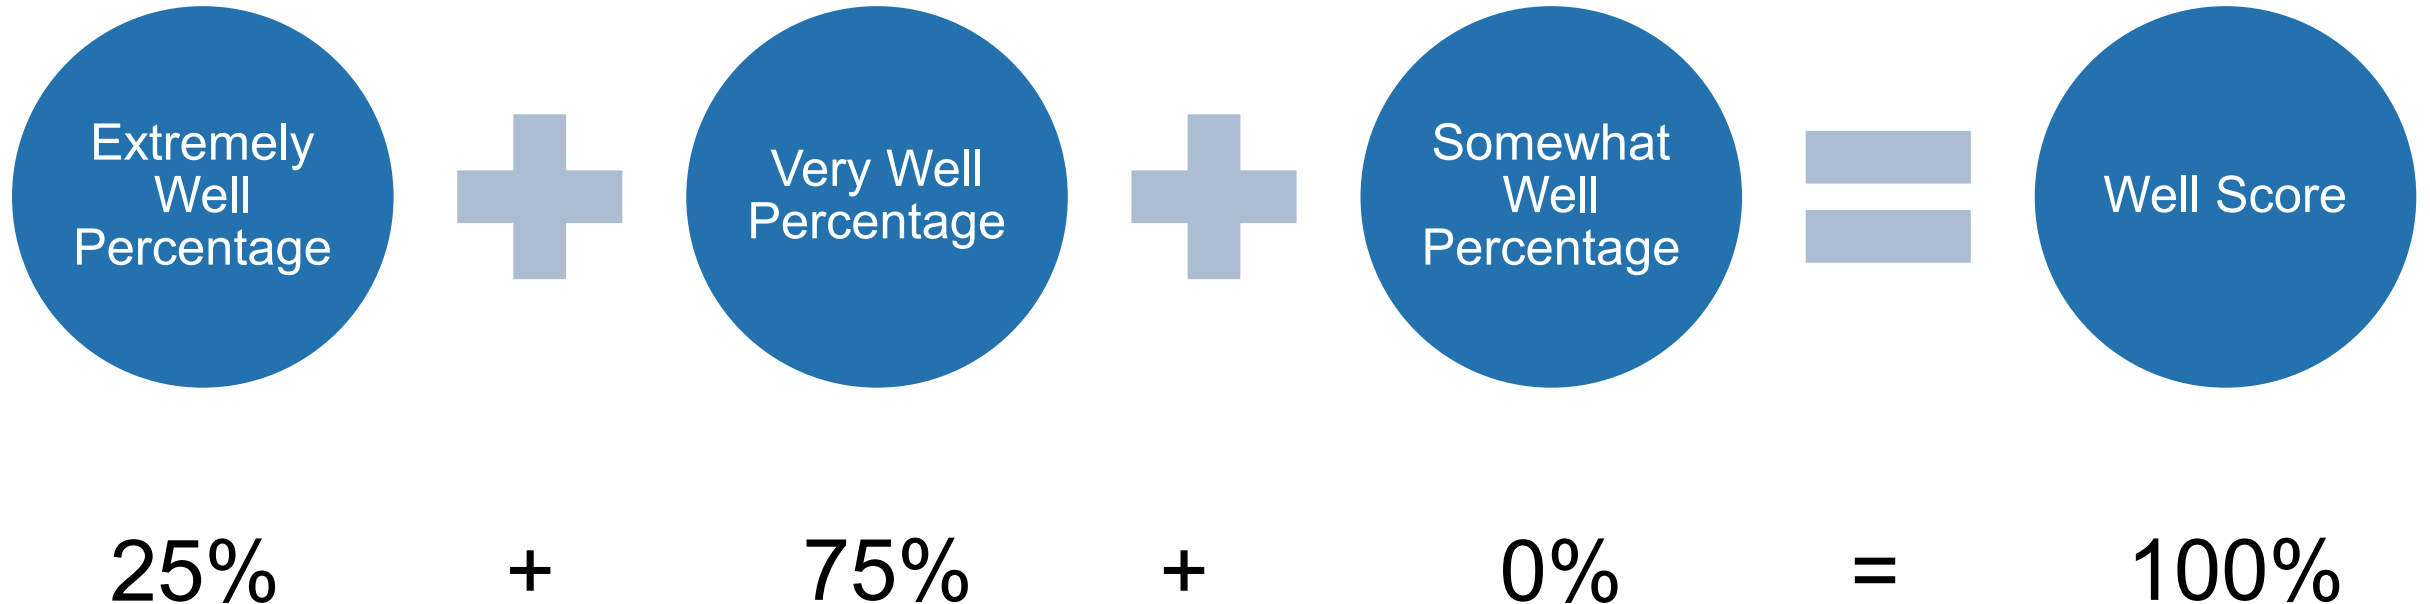 Extremely
Well
Percentage
Very Well
Percentage
Somewhat
Well
Percentage
Well Score
25% + 75% + 0% = 100%